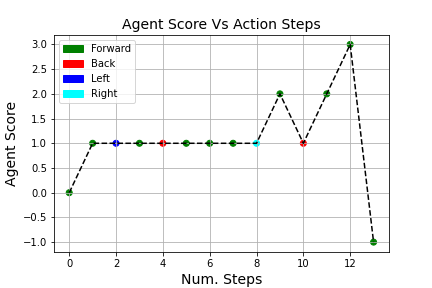 Agent Score Vs Action Steps
Forward
Back
Left
Right
3.0
2.5
2.0
1.5
1.0
0.5
0.0
−0.5
−1.0
Agent Score
0 2 4 6 8 10 12
Num. Steps